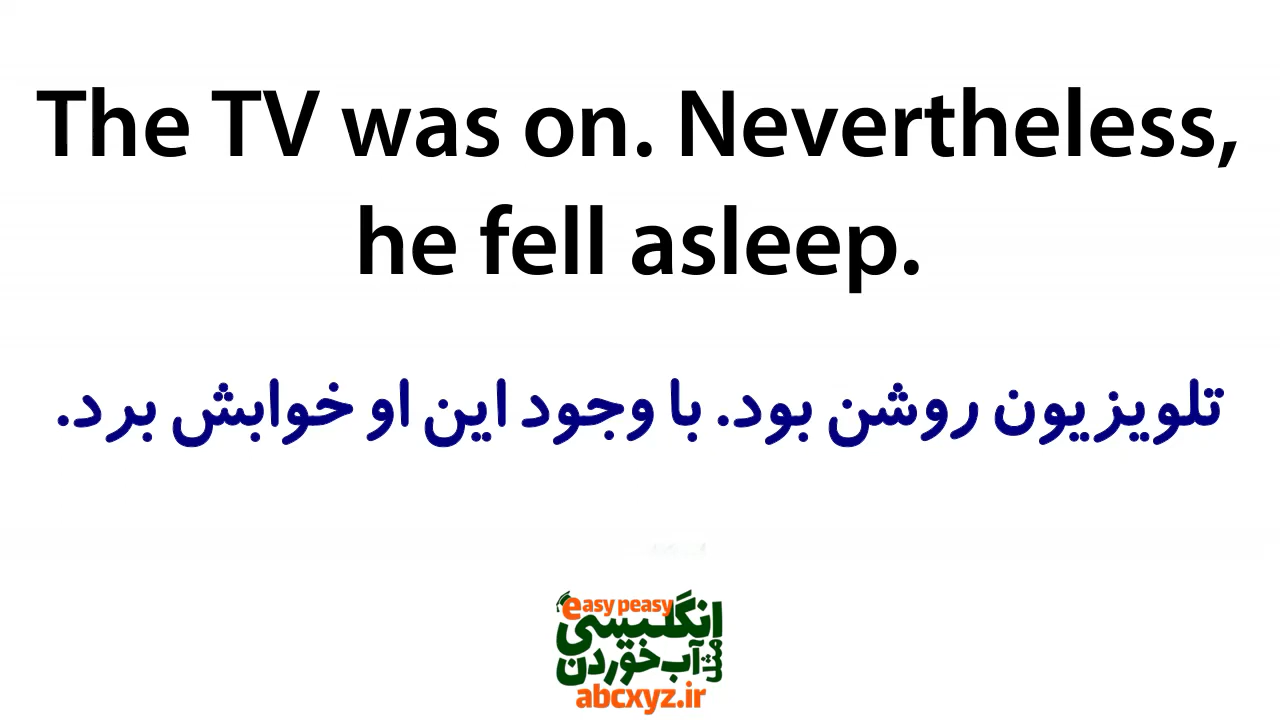 The TV was on. Nevertheless,
he fell asleep.
تلویزیون روشن بود. با وجود این او خوابش برد.
easy peasy
انگلیسی
مثل آب خوردن
abcxyz.ir